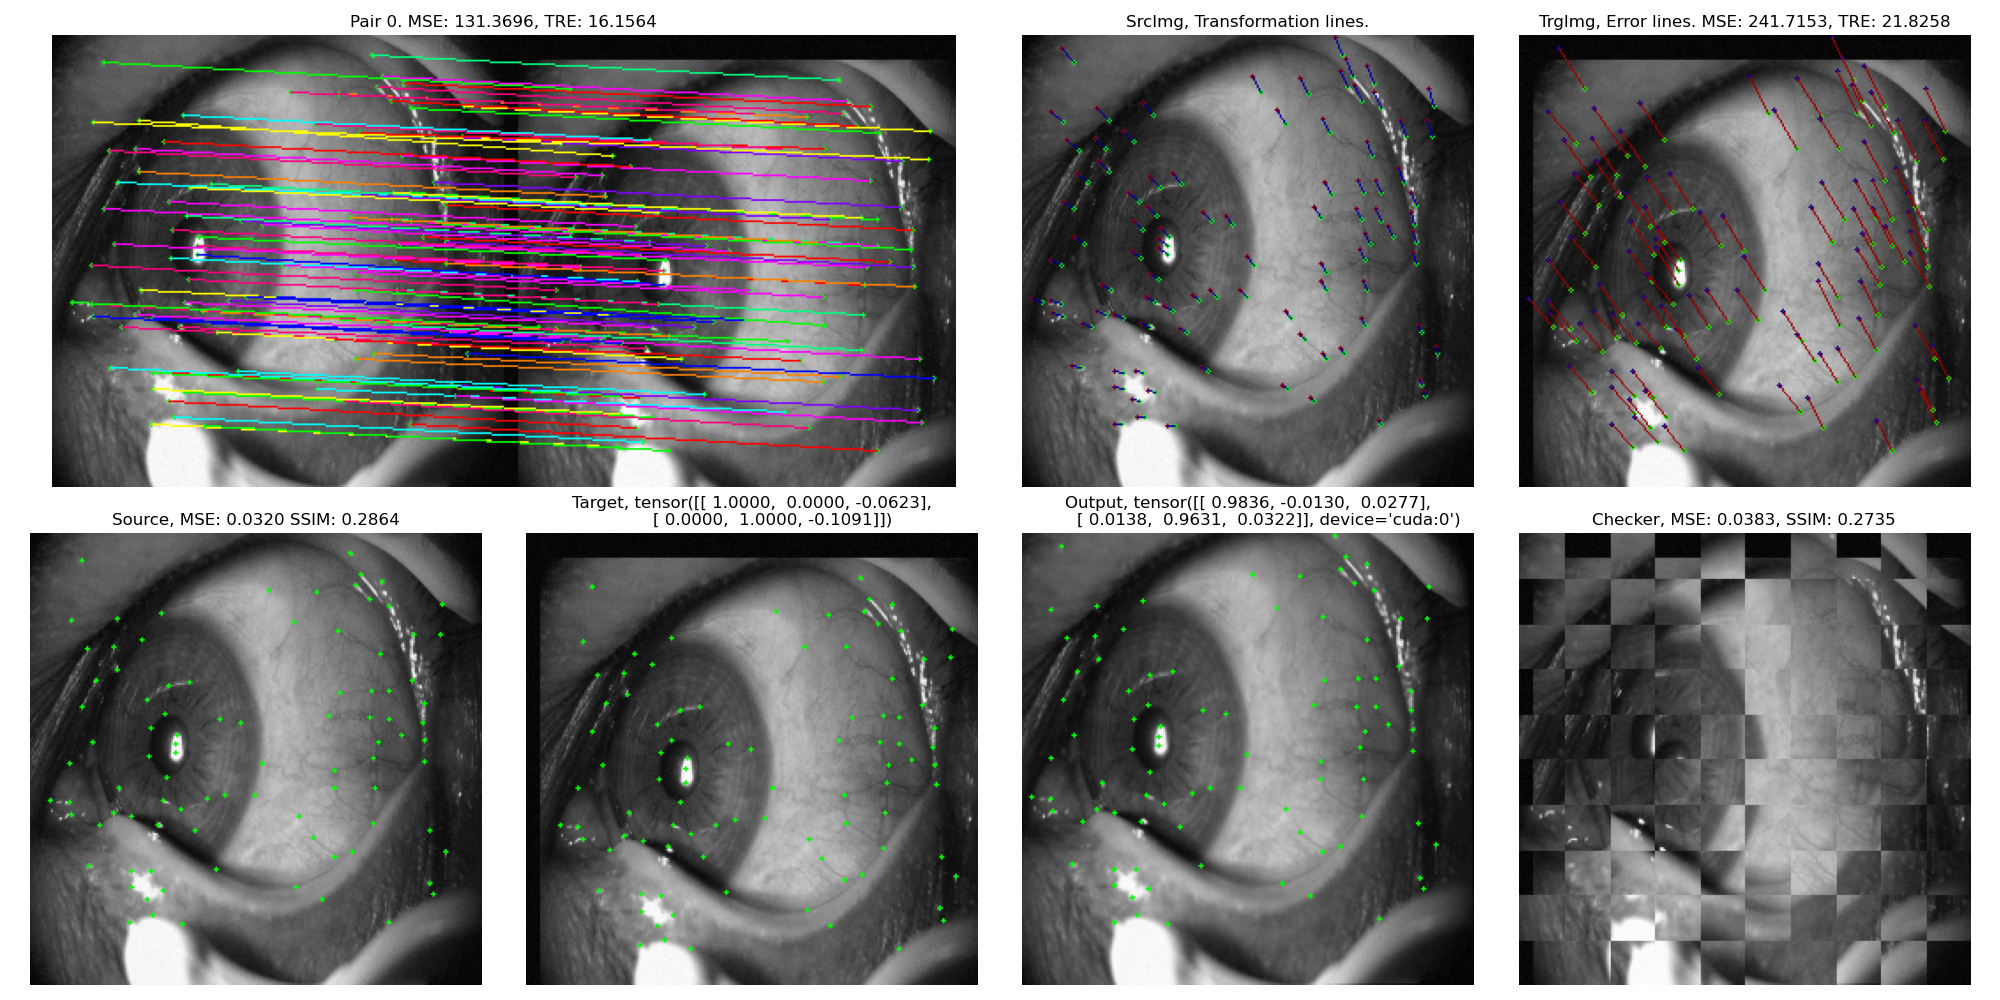 Pair 0. MSE: 131.3696, TRE: 16.1564
SrcImg, Transformation lines.
TrgImg, Error lines. MSE: 241.7153, TRE: 21.8258
Source, MSE: 0.0320 SSIM: 0.2864
Target, tensor([[ 1.0000, 0.0000, -0.0623],
[ 0.0000, 1.0000, -0.1091]])
Output, tensor([[ 0.9836, -0.0130, 0.0277],
[ 0.0138, 0.9631, 0.0322]], device='cuda:0')
Checker, MSE: 0.0383, SSIM: 0.2735